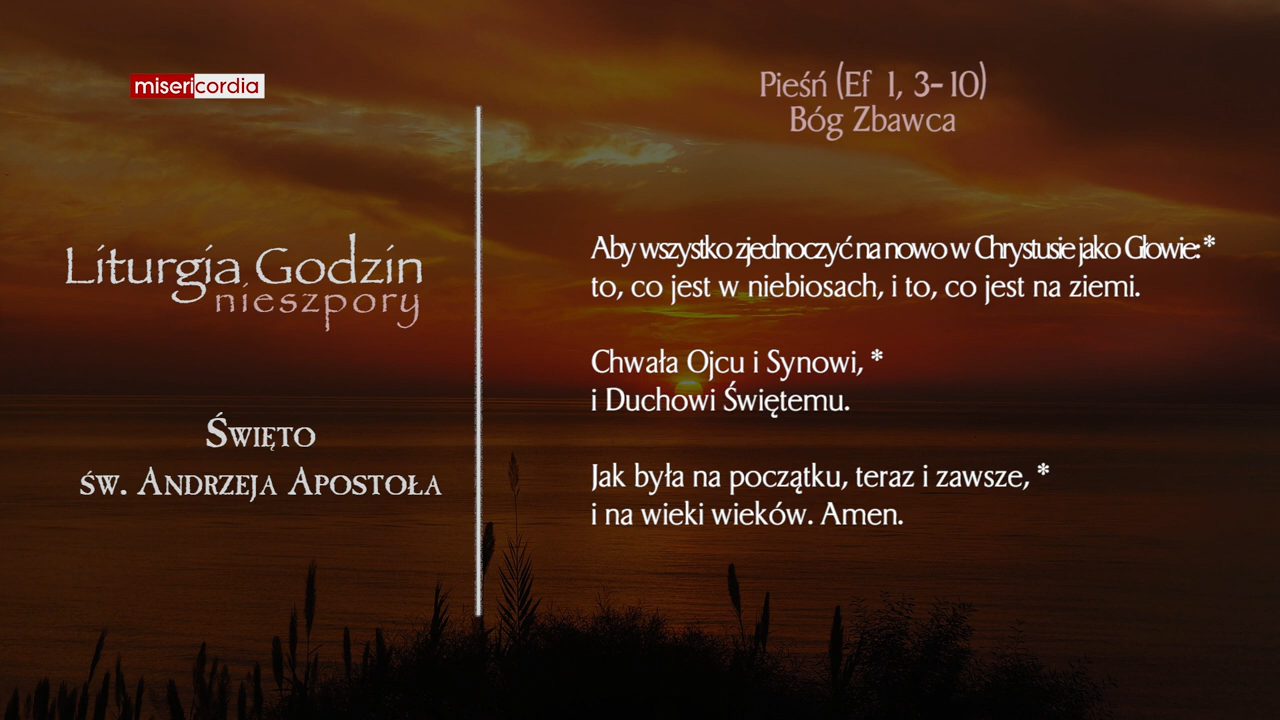 misericordia
Liturgia Godzin
nieszpory
Święto
św. Andrzeja Apostoła
Pieśń (Ef 1, 3-10)
Bóg Zbawca
Aby wszystko zjednoczyć na nowo w Chrystusie jako Głowie: *
to, co jest w niebiosach, i to, co jest na ziemi.
Chwała Ojcu i Synowi, *
i Duchowi Świętemu.
Jak była na początku, teraz i zawsze, *
i na wieki wieków. Amen.